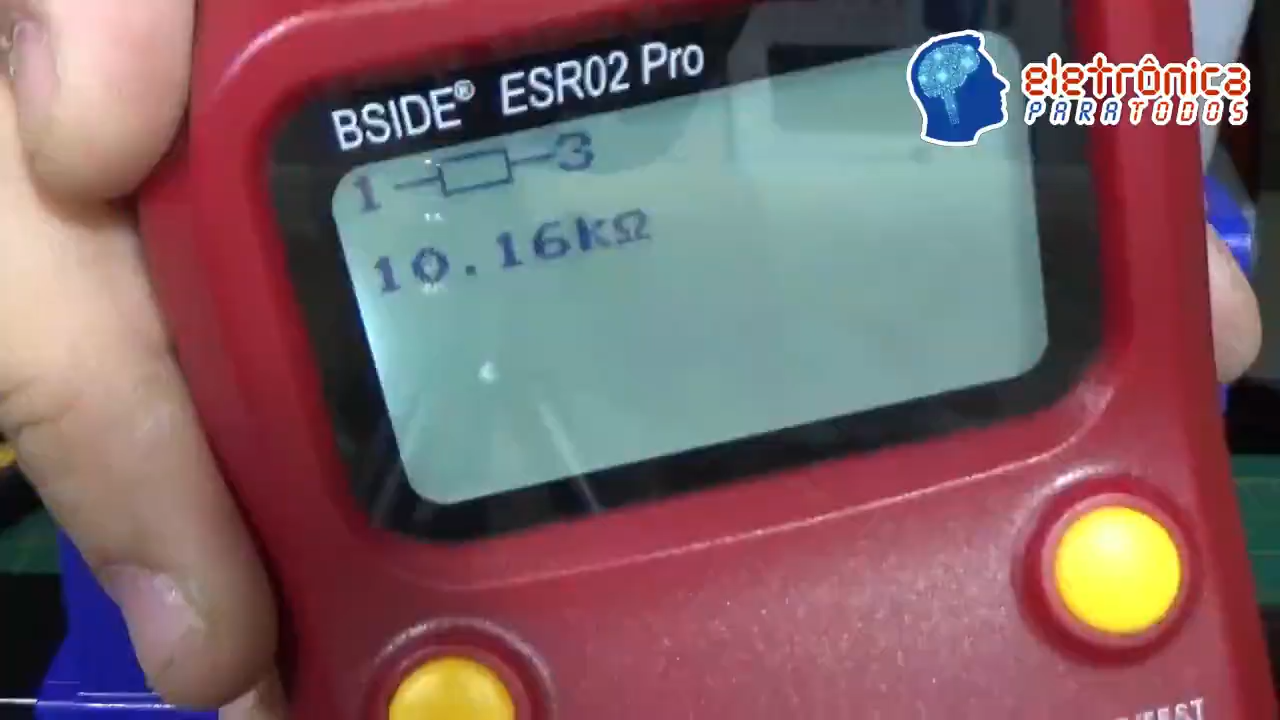 BSIDE® ESR02 Pro
eletrônica
PARATODOS
1 3
10.16kΩ